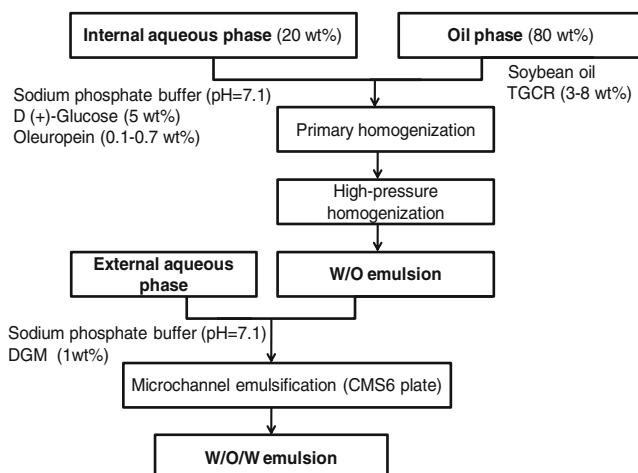 Internal aqueous phase (20 wt%)
Oil phase (80 wt%)
Sodium phosphate buffer (pH=7.1)
D (+)-Glucose (5 wt%)
Oleuropein (0.1-0.7 wt%)
Soybean oil
TGCR (3-8 wt%)
Primary homogenization
High-pressure
homogenization
External aqueous
phase
W/O emulsion
Sodium phosphate buffer (pH=7.1)
DGM (1wt%)
Microchannel emulsification (CMS6 plate)
W/O/W emulsion